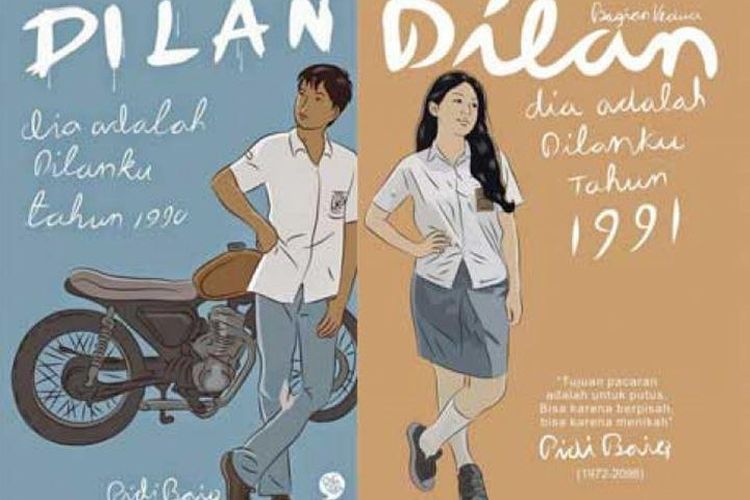 DILAN
dia adalah
Dilanku
tahun 1990
Pidi Baiq
Bagian Kedua
Dilan
dia adalah
Dilanku
Tahun
1991
"Tujuan pacaran
adalah untuk putus.
Bisa karena berpisah,
bisa karena menikah"
Pidi Baiq
(1972-2098)